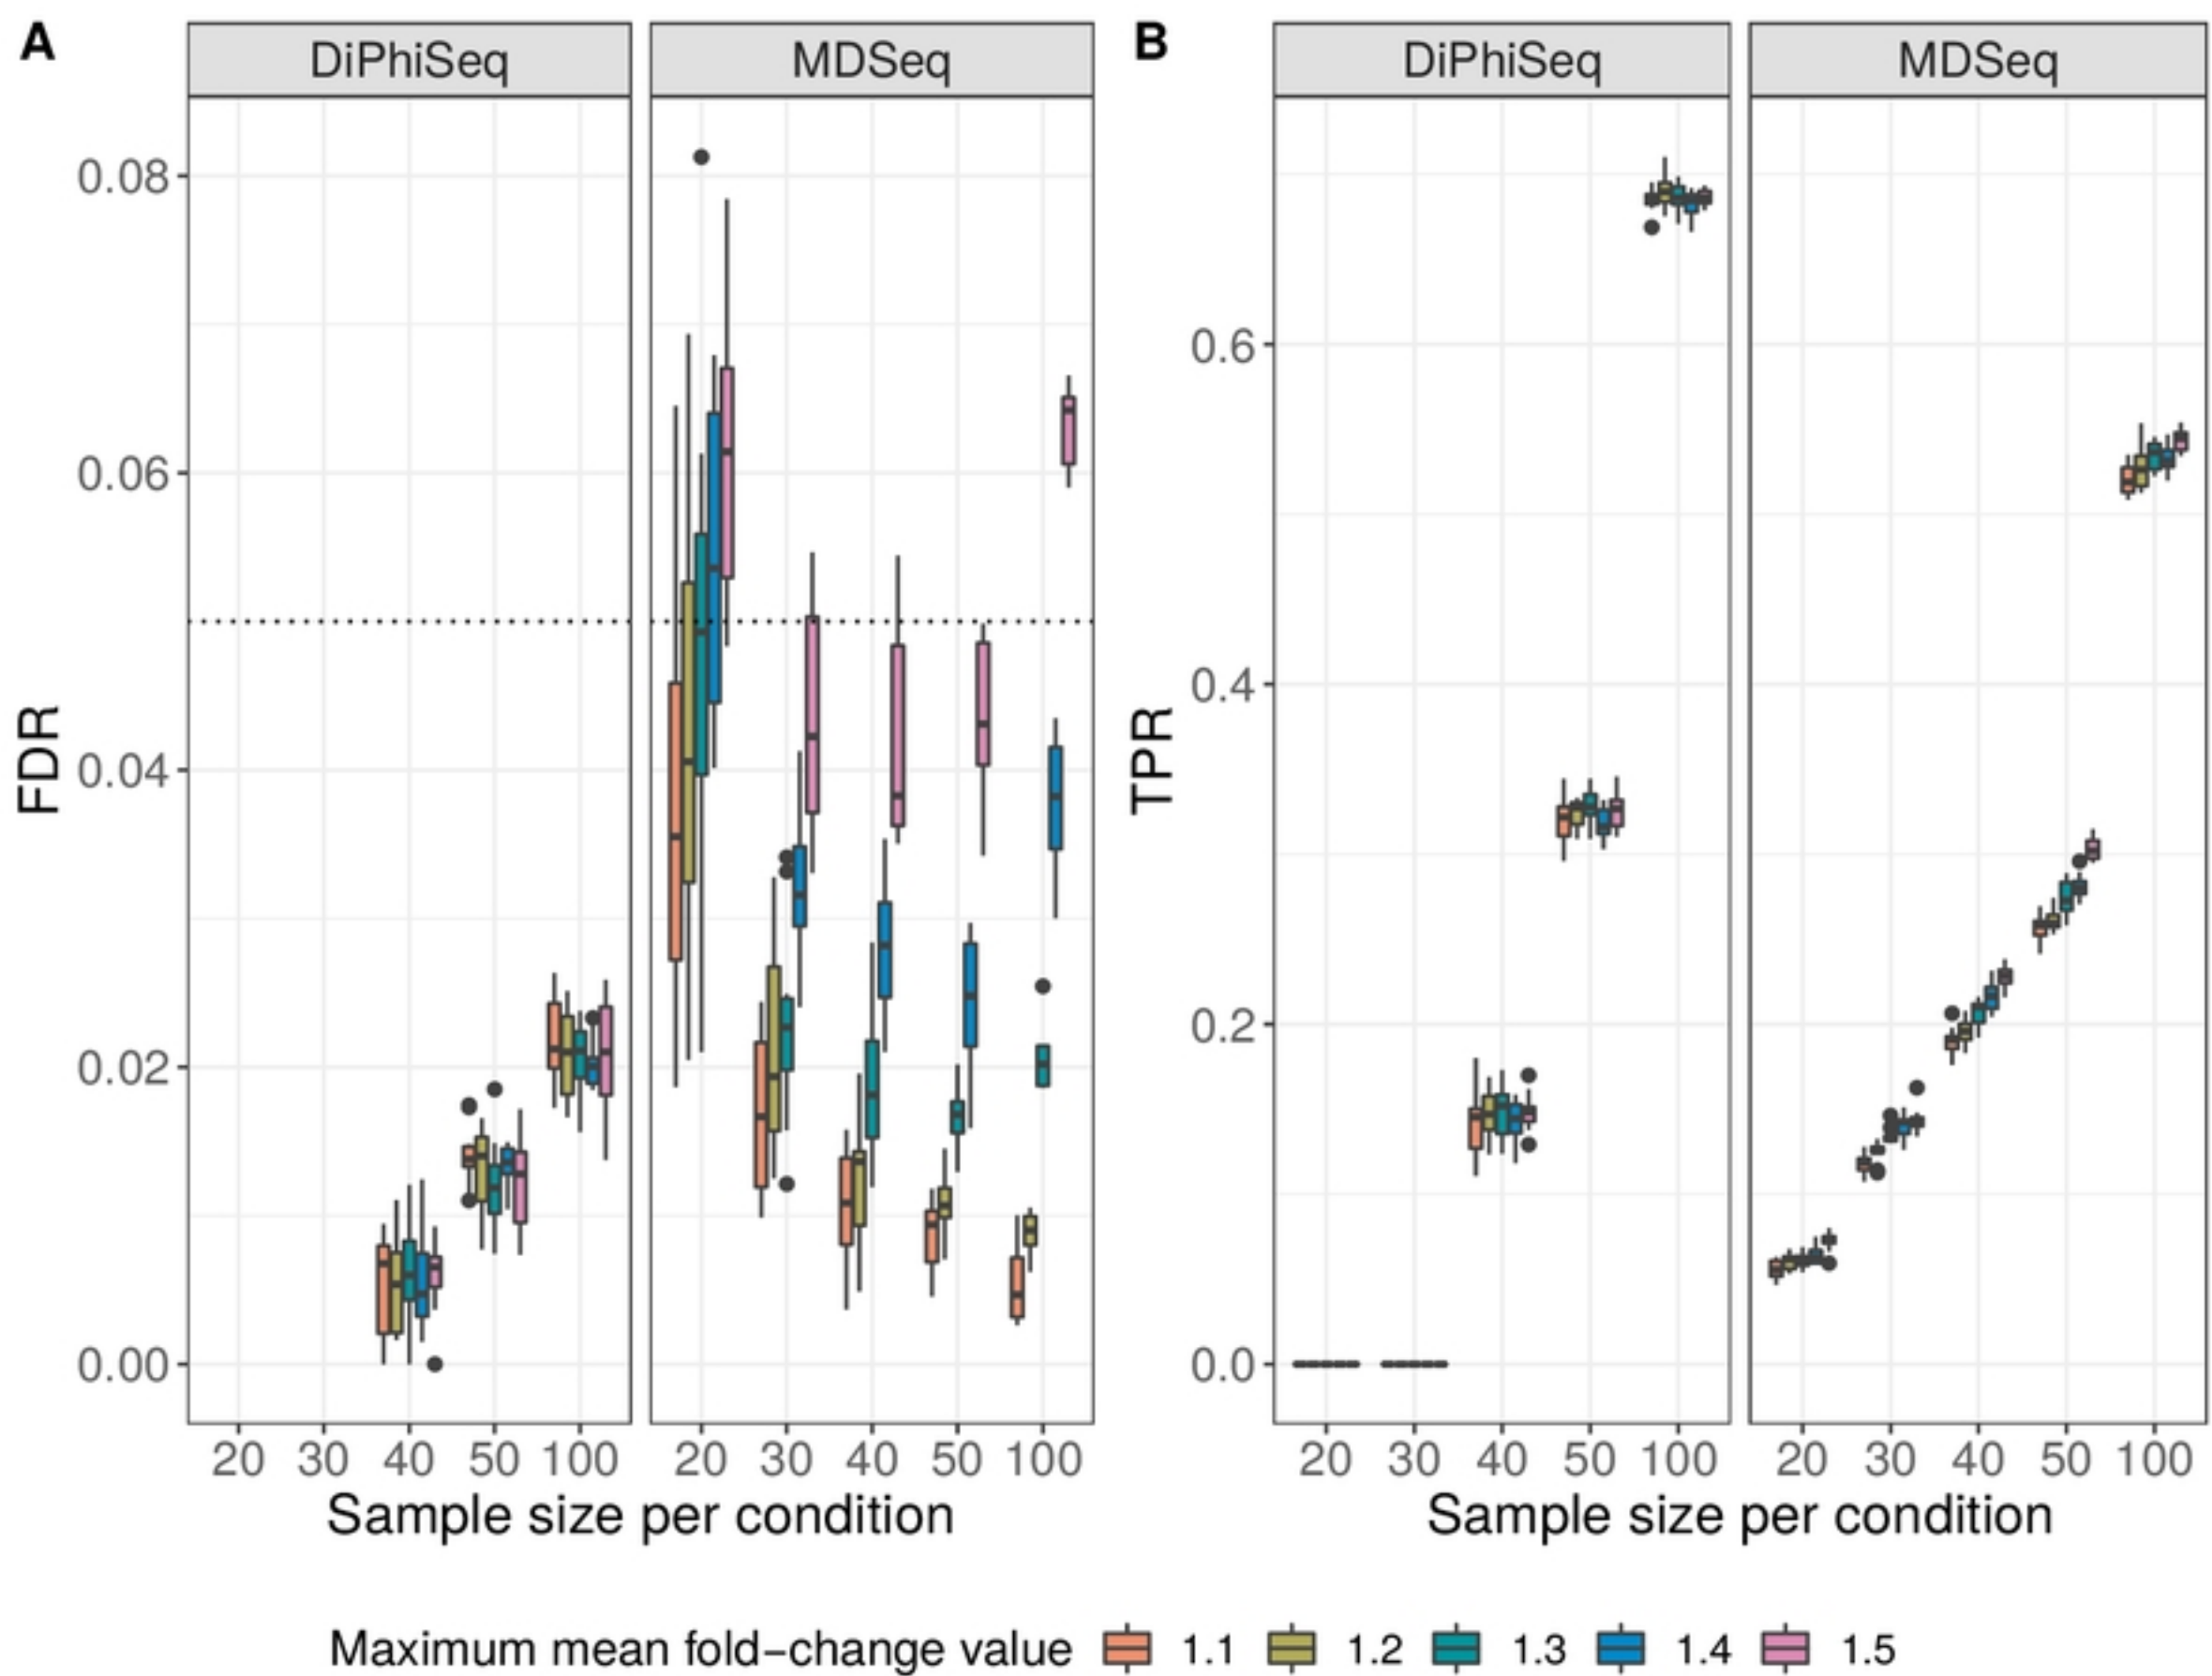 A
DiPhiSeq
MDSeq
FDR
0.08
0.06
0.04
0.02
0.00
20 30 40 50 100
20 30 40 50 100
Sample size per condition
B
DiPhiSeq
MDSeq
TPR
0.6
0.4
0.2
0.0
20 30 40 50 100
20 30 40 50 100
Sample size per condition
Maximum mean fold−change value 1.1 1.2 1.3 1.4 1.5